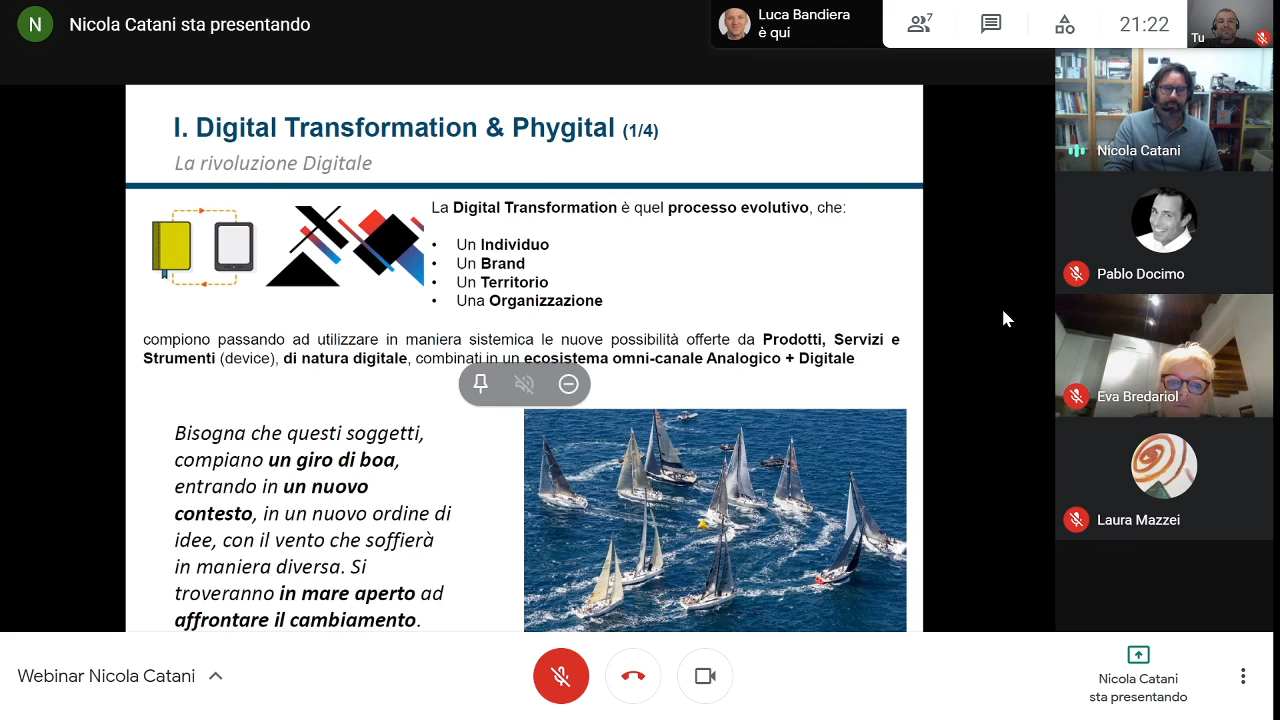 N
Nicola Catani sta presentando
Luca Bandiera
è qui
7
21:22
Tu
I. Digital Transformation & Phygital (1/4)
La rivoluzione Digitale
La Digital Transformation è quel processo evolutivo, che:
• Un Individuo
• Un Brand
• Un Territorio
• Una Organizzazione
compiono passando ad utilizzare in maniera sistemica le nuove possibilità offerte da Prodotti, Servizi e
Strumenti (device), di natura digitale, combinati in un ecosistema omni-canale Analogico + Digitale
Bisogna che questi soggetti,
compiano un giro di boa,
entrando in un nuovo
contesto, in un nuovo ordine di
idee, con il vento che soffierà
in maniera diversa. Si
troveranno in mare aperto ad
affrontare il cambiamento.
Nicola Catani
Pablo Docimo
Eva Bredariol
Laura Mazzei
Webinar Nicola Catani
Nicola Catani
sta presentando